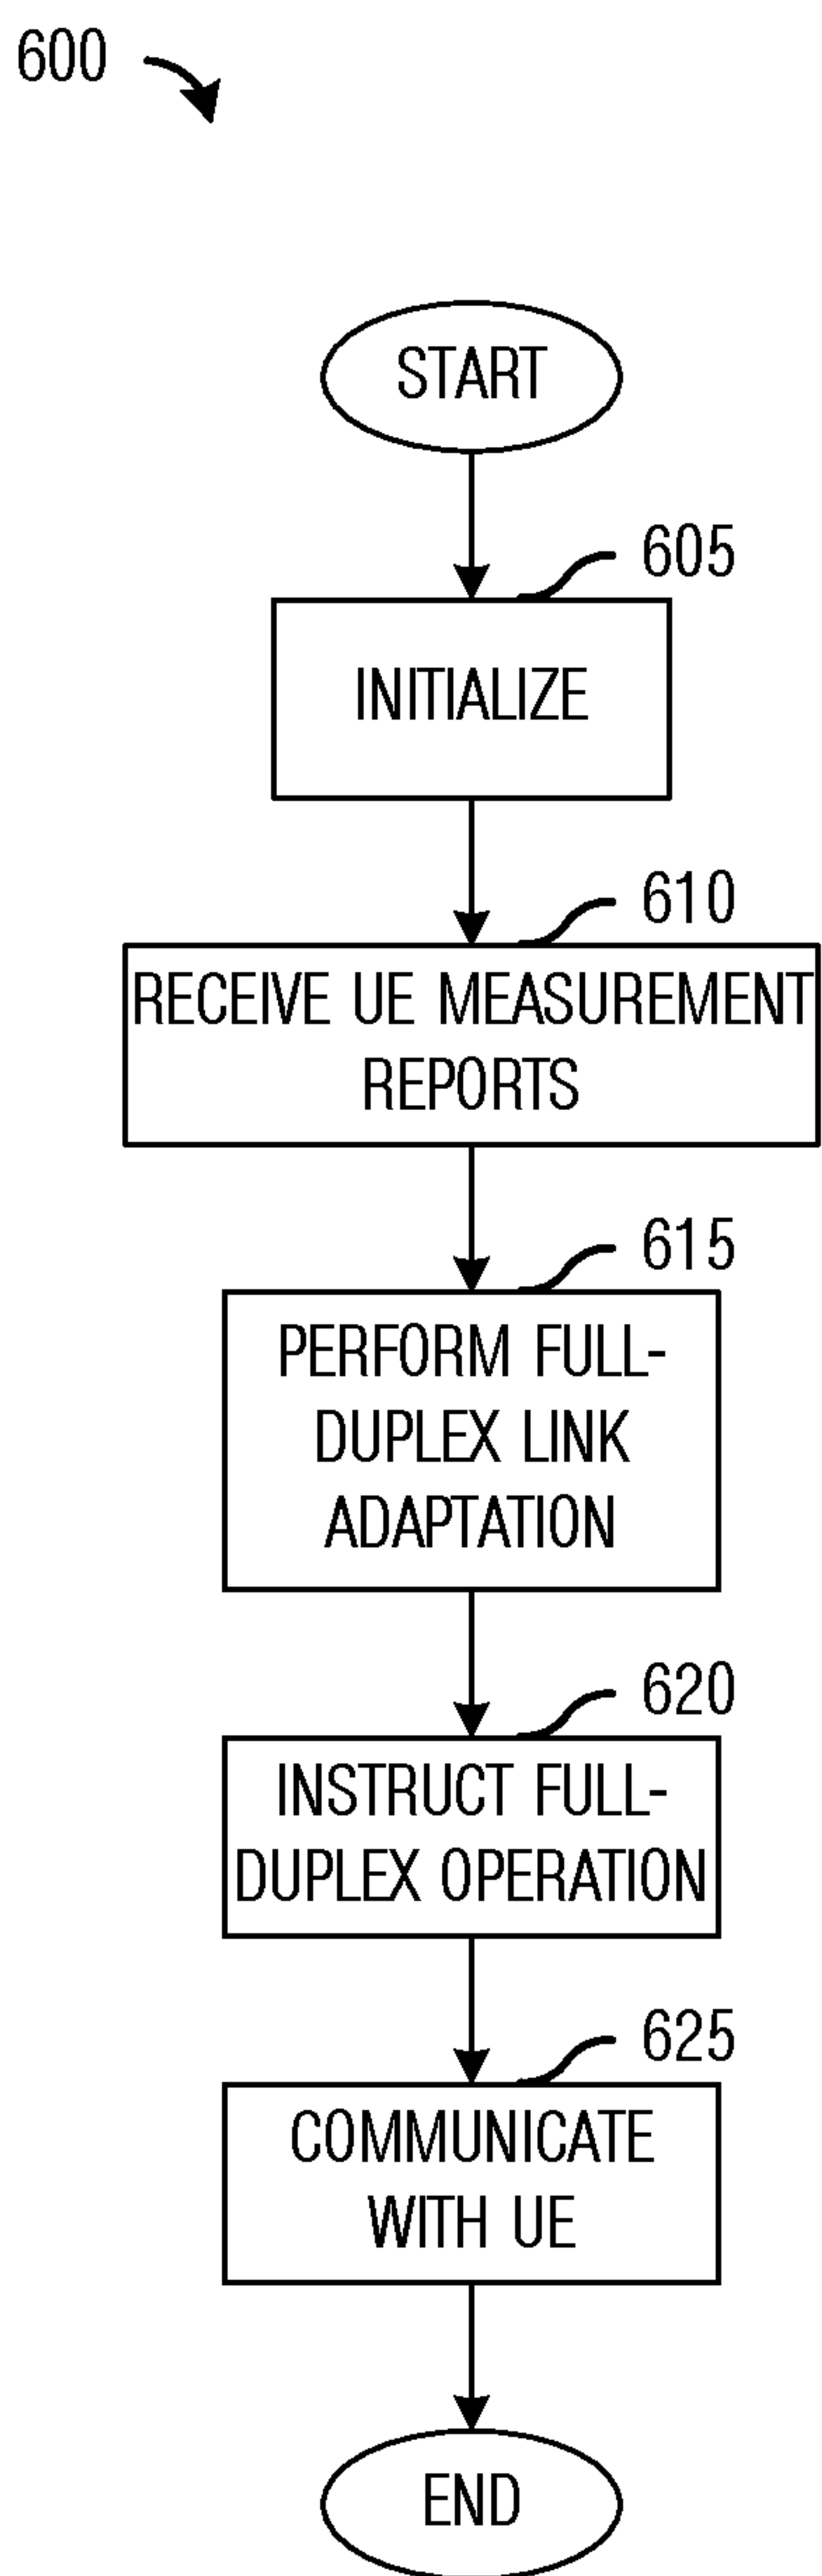 600
START
605
INITIALIZE
610
RECEIVE UE MEASUREMENT
REPORTS
615
PERFORM FULL-
DUPLEX LINK
ADAPTATION
620
INSTRUCT FULL-
DUPLEX OPERATION
625
COMMUNICATE
WITH UE
END